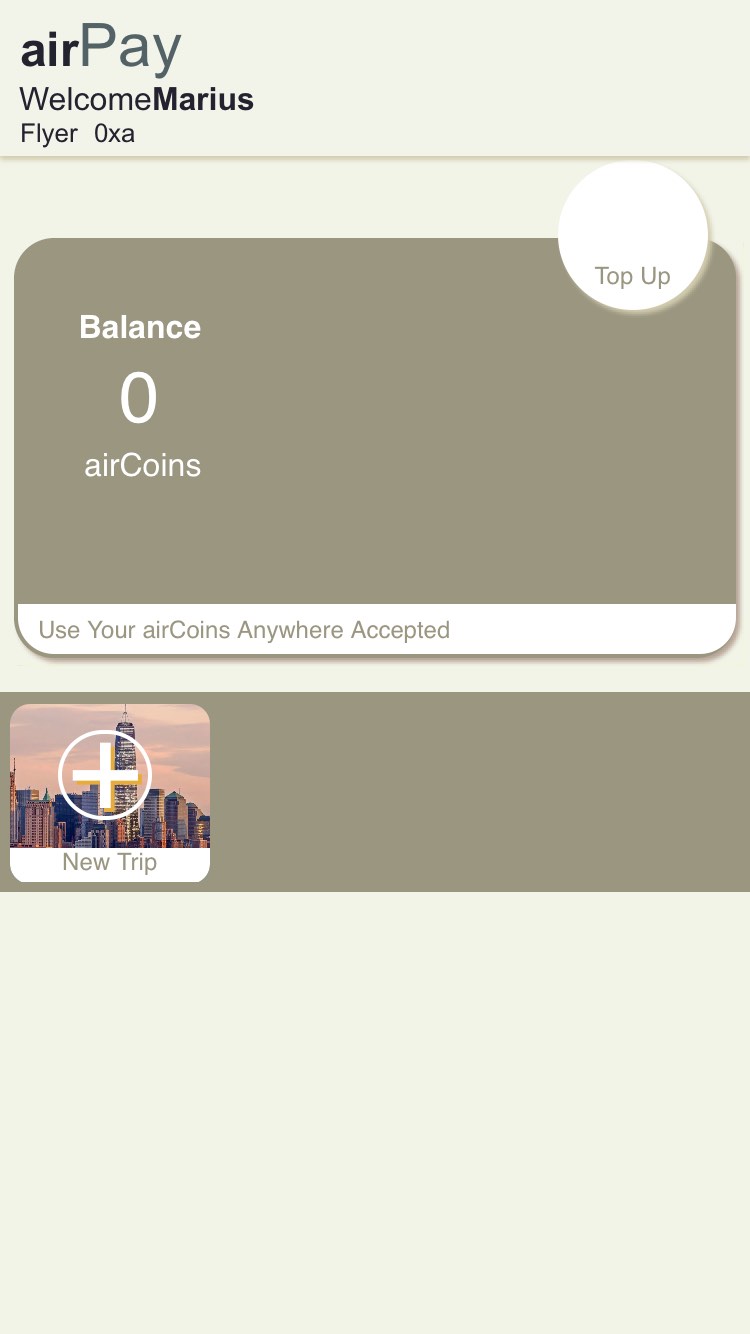 airPay
WelcomeMarius
Flyer 0xa
Top Up
Balance
0
airCoins
Use Your airCoins Anywhere Accepted
New Trip